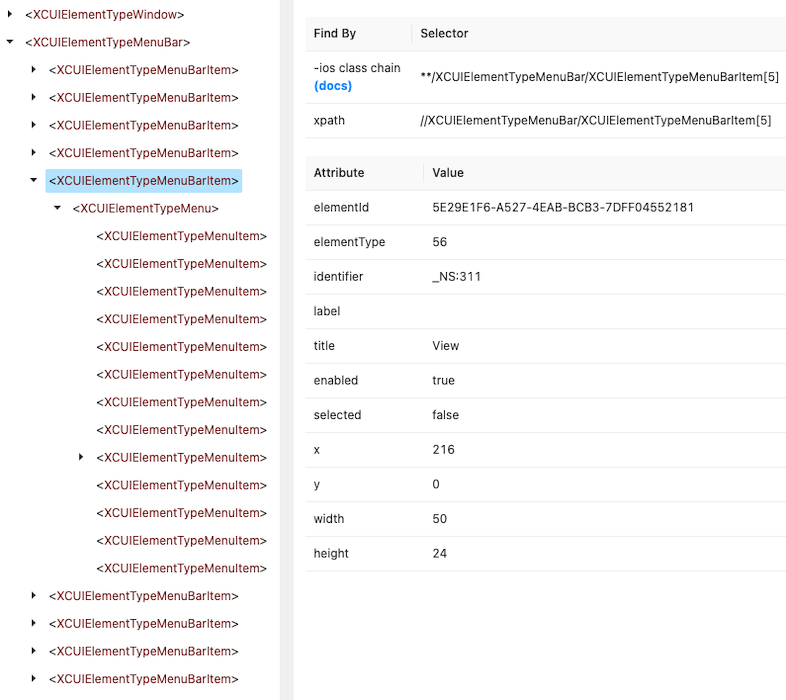 <XCUIElementTypeWindow>
<XCUIElementTypeMenuBar>
<XCUIElementTypeMenuBarItem>
<XCUIElementTypeMenuBarItem>
<XCUIElementTypeMenuBarItem>
<XCUIElementTypeMenuBarItem>
<XCUIElementTypeMenuBarItem>
<XCUIElementTypeMenu>
<XCUIElementTypeMenuItem>
<XCUIElementTypeMenuItem>
<XCUIElementTypeMenuItem>
<XCUIElementTypeMenuItem>
<XCUIElementTypeMenuItem>
<XCUIElementTypeMenuItem>
<XCUIElementTypeMenuItem>
<XCUIElementTypeMenuItem>
<XCUIElementTypeMenuItem>
<XCUIElementTypeMenuItem>
<XCUIElementTypeMenuItem>
<XCUIElementTypeMenuItem>
<XCUIElementTypeMenuItem>
<XCUIElementTypeMenuBarItem>
<XCUIElementTypeMenuBarItem>
<XCUIElementTypeMenuBarItem>
<XCUIElementTypeMenuBarItem>
Find By Selector
-ios class chain
(docs) **/XCUIElementTypeMenuBar/XCUIElementTypeMenuBarItem[5]
xpath //XCUIElementTypeMenuBar/XCUIElementTypeMenuBarItem[5]
Attribute Value
elementId 5E29E1F6-A527-4EAB-BCB3-7DFF04552181
elementType 56
identifier _NS:311
label
title View
enabled true
selected false
x 216
y 0
width 50
height 24